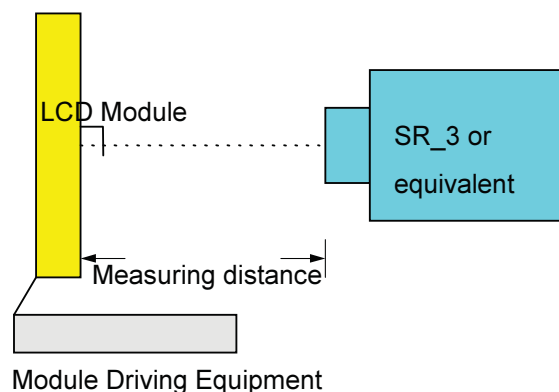 LCD Module
SR_3 or
equivalent
Measuring distance
Module Driving Equipment